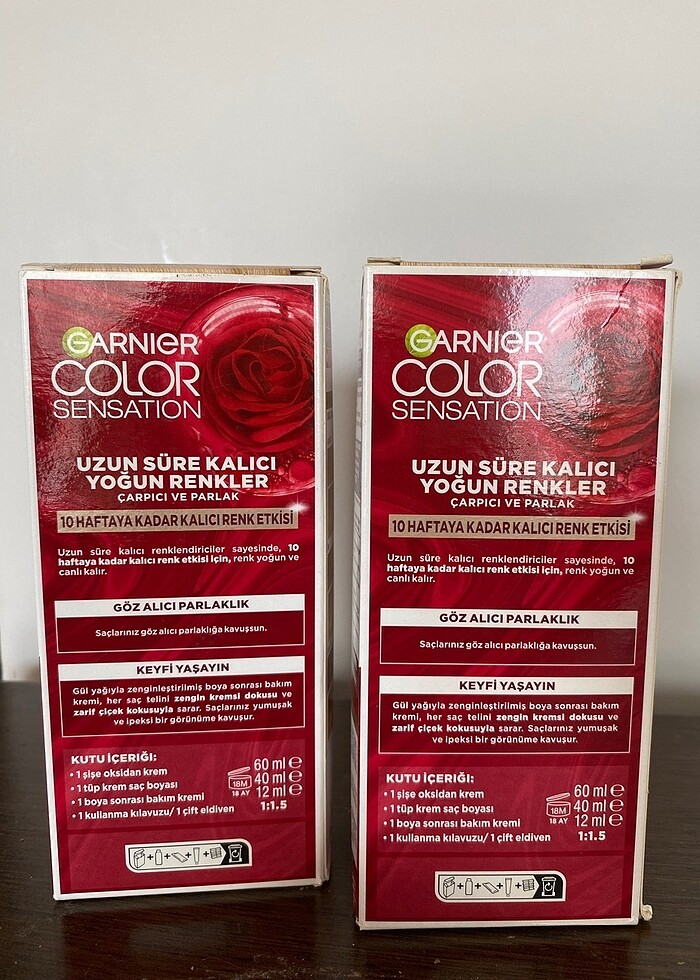 GARNIER
COLOR
SENSATION
UZUN SÜRE KALICI
YOĞUN RENKLER
ÇARPICI VE PARLAK
10 HAFTAYA KADAR KALICI RENK ETKİSİ
Uzun süre kalıcı renklendiriciler sayesinde, 10
haftaya kadar kalıcı renk etkisi için, renk yoğun ve
canlı kalır.
GÖZ ALICI PARLAKLIK
Saçlarınız göz alıcı parlaklığa kavuşsun.
KEYFİ YAŞAYIN
Gül yağıyla zenginleştirilmiş boya sonrası bakım
kremi, her saç telini zengin kremsi dokusu ve
zarif çiçek kokusuyla sarar. Saçlarınız yumuşak
ve ipeksi bir görünüme kavuşur.
KUTU İÇERİĞİ:
• 1 şişe oksidan krem 60 ml e
• 1 tüp krem saç boyası 40 ml e
• 1 boya sonrası bakım kremi 12 ml e
• 1 kullanma kılavuzu/ 1 çift eldiven 1:1.5
18M
18 AY
GARNIER
COLOR
SENSATION
UZUN SÜRE KALICI
YOĞUN RENKLER
ÇARPICI VE PARLAK
10 HAFTAYA KADAR KALICI RENK ETKİSİ
Uzun süre kalıcı renklendiriciler sayesinde, 10
haftaya kadar kalıcı renk etkisi için, renk yoğun ve
canlı kalır.
GÖZ ALICI PARLAKLIK
Saçlarınız göz alıcı parlaklığa kavuşsun.
KEYFİ YAŞAYIN
Gül yağıyla zenginleştirilmiş boya sonrası bakım
kremi, her saç telini zengin kremsi dokusu ve
zarif çiçek kokusuyla sarar. Saçlarınız yumuşak
ve ipeksi bir görünüme kavuşur.
KUTU İÇERİĞİ:
• 1 şişe oksidan krem 60 ml e
• 1 tüp krem saç boyası 40 ml e
• 1 boya sonrası bakım kremi 12 ml e
• 1 kullanma kılavuzu/ 1 çift eldiven 1:1.5
18M
18 AY